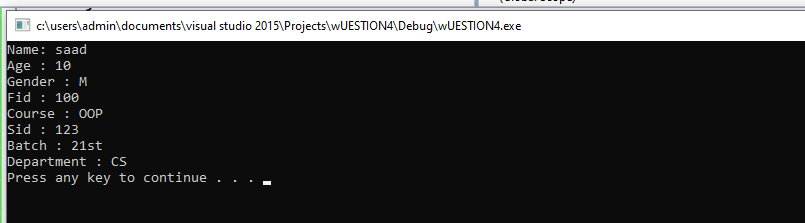 c:\users\admin\documents\visual studio 2015\Projects\wUESTION4\Debug\wUESTION4.exe
Name: saad
Age : 10
Gender : M
Fid : 100
Course : OOP
Sid : 123
Batch : 21st
Department : CS
Press any key to continue . . .